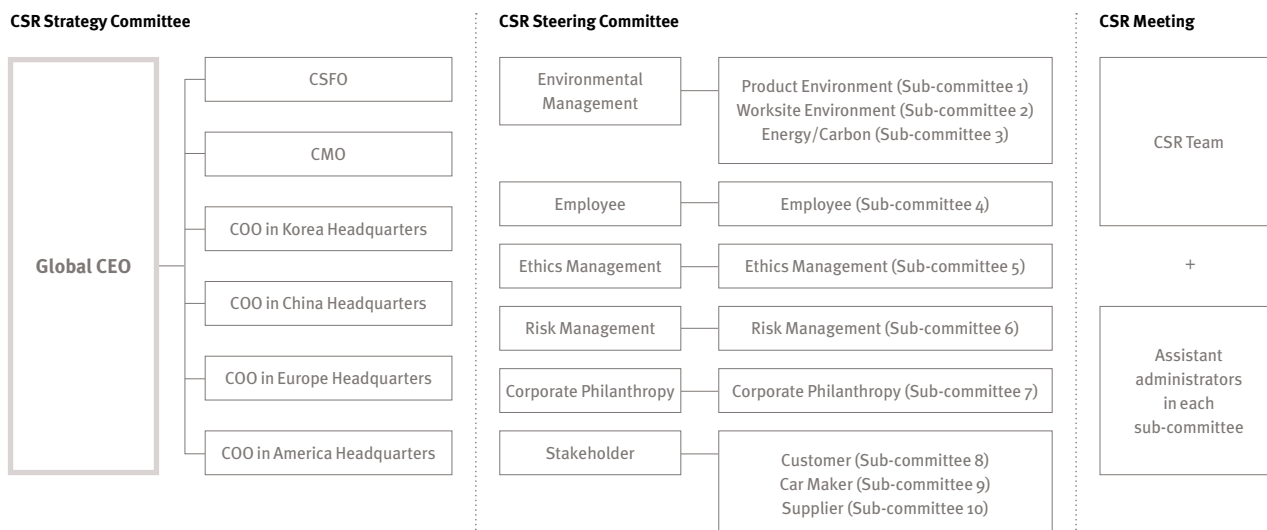 CSR Strategy Committee
Global CEO
CSFO
CMO
COO in Korea Headquarters
COO in China Headquarters
COO in Europe Headquarters
COO in America Headquarters
CSR Steering Committee
Environmental
Management
Product Environment (Sub-committee 1)
Worksite Environment (Sub-committee 2)
Energy/Carbon (Sub-committee 3)
Employee
Employee (Sub-committee 4)
Ethics Management
Ethics Management (Sub-committee 5)
Risk Management
Risk Management (Sub-committee 6)
Corporate Philanthropy
Corporate Philanthropy (Sub-committee 7)
Stakeholder
Customer (Sub-committee 8)
Car Maker (Sub-committee 9)
Supplier (Sub-committee 10)
CSR Meeting
CSR Team
+
Assistant
administrators
in each
sub-committee